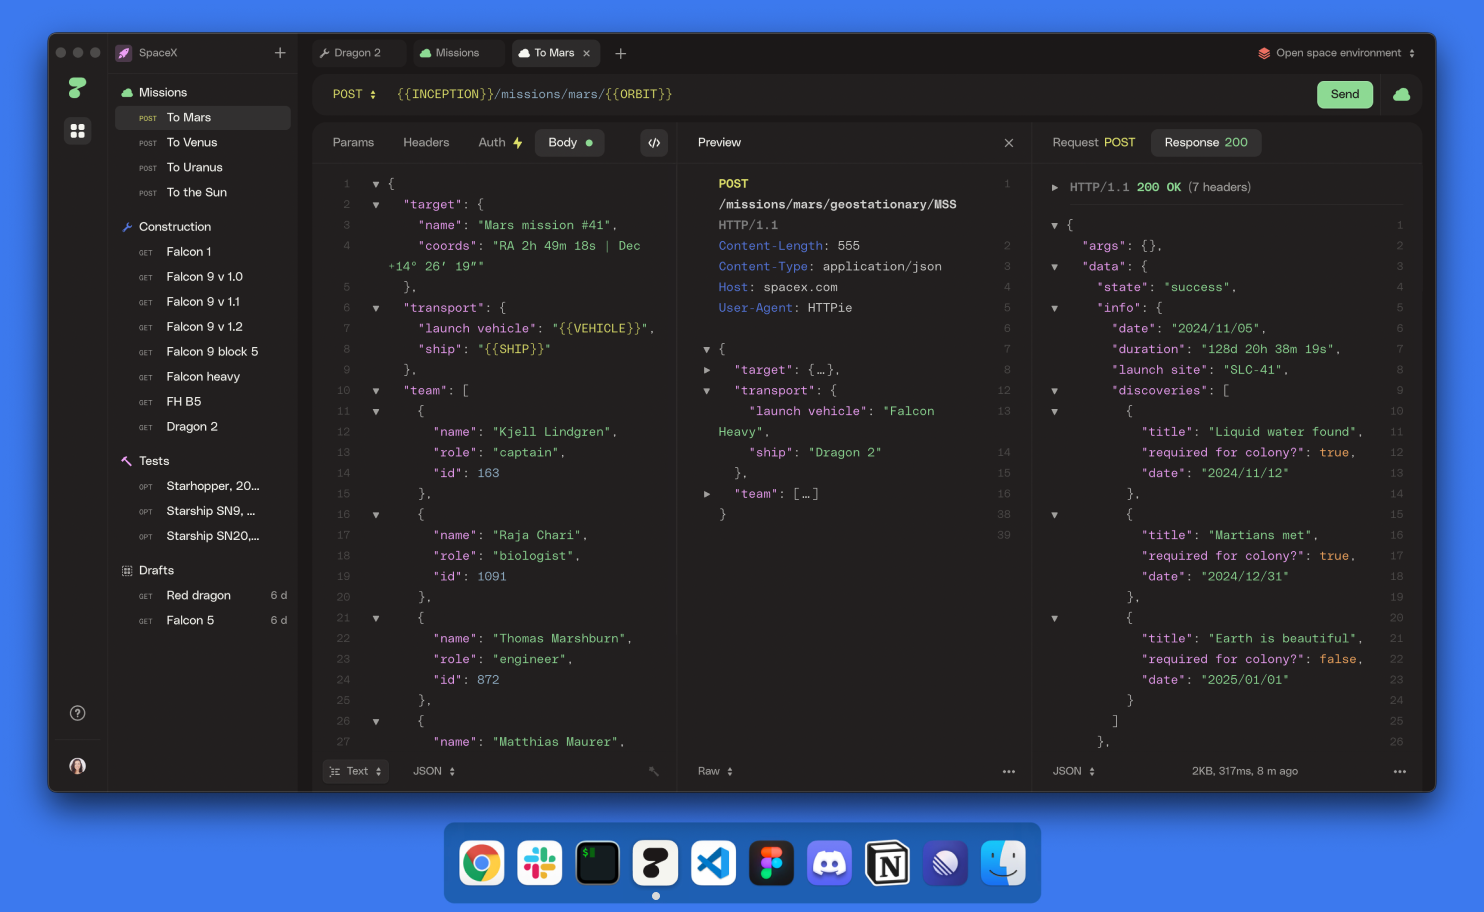 SpaceX
Dragon 2
Missions
To Mars
Open space environment
Missions
POST To Mars
POST To Venus
POST To Uranus
POST To the Sun
Construction
GET Falcon 1
GET Falcon 9 v 1.0
GET Falcon 9 v 1.1
GET Falcon 9 v 1.2
GET Falcon 9 block 5
GET Falcon heavy
GET FH B5
GET Dragon 2
Tests
OPT Starhopper, 20...
OPT Starship SN9, ...
OPT Starship SN20,...
Drafts
GET Red dragon 6 d
GET Falcon 5 6 d
POST {{INCEPTION}}/missions/mars/{{ORBIT}}
Send
Params Headers Auth Body </>
1 {
2 "target": {
3 "name": "Mars mission #41",
4 "coords": "RA 2h 49m 18s | Dec
+14° 26′ 19″"
5 },
6 "transport": {
7 "launch vehicle": "{{VEHICLE}}",
8 "ship": "{{SHIP}}"
9 },
10 "team": [
11 {
12 "name": "Kjell Lindgren",
13 "role": "captain",
14 "id": 163
15 },
16 {
17 "name": "Raja Chari",
18 "role": "biologist",
19 "id": 1091
20 },
21 {
22 "name": "Thomas Marshburn",
23 "role": "engineer",
24 "id": 872
25 },
26 {
27 "name": "Matthias Maurer",
Text JSON
Preview
POST 1
/missions/mars/geostationary/MSS
HTTP/1.1
Content-Length: 555 2
Content-Type: application/json 3
Host: spacex.com 4
User-Agent: HTTPie 5
6
{ 7
"target": {…}, 8
"transport": { 12
"launch vehicle": "Falcon 13
Heavy",
"ship": "Dragon 2" 14
}, 15
"team": […] 16
} 38
39
Raw
Request POST Response 200
HTTP/1.1 200 OK (7 headers)
{ 1
"args": {}, 2
"data": { 3
"state": "success", 4
"info": { 5
"date": "2024/11/05", 6
"duration": "128d 20h 38m 19s", 7
"launch site": "SLC-41", 8
"discoveries": [ 9
{ 10
"title": "Liquid water found", 11
"required for colony?": true, 12
"date": "2024/11/12" 13
}, 14
{ 15
"title": "Martians met", 16
"required for colony?": true, 17
"date": "2024/12/31" 18
}, 19
{ 20
"title": "Earth is beautiful", 21
"required for colony?": false, 22
"date": "2025/01/01" 23
} 24
] 25
}, 26
JSON 2KB, 317ms, 8 m ago
$
N